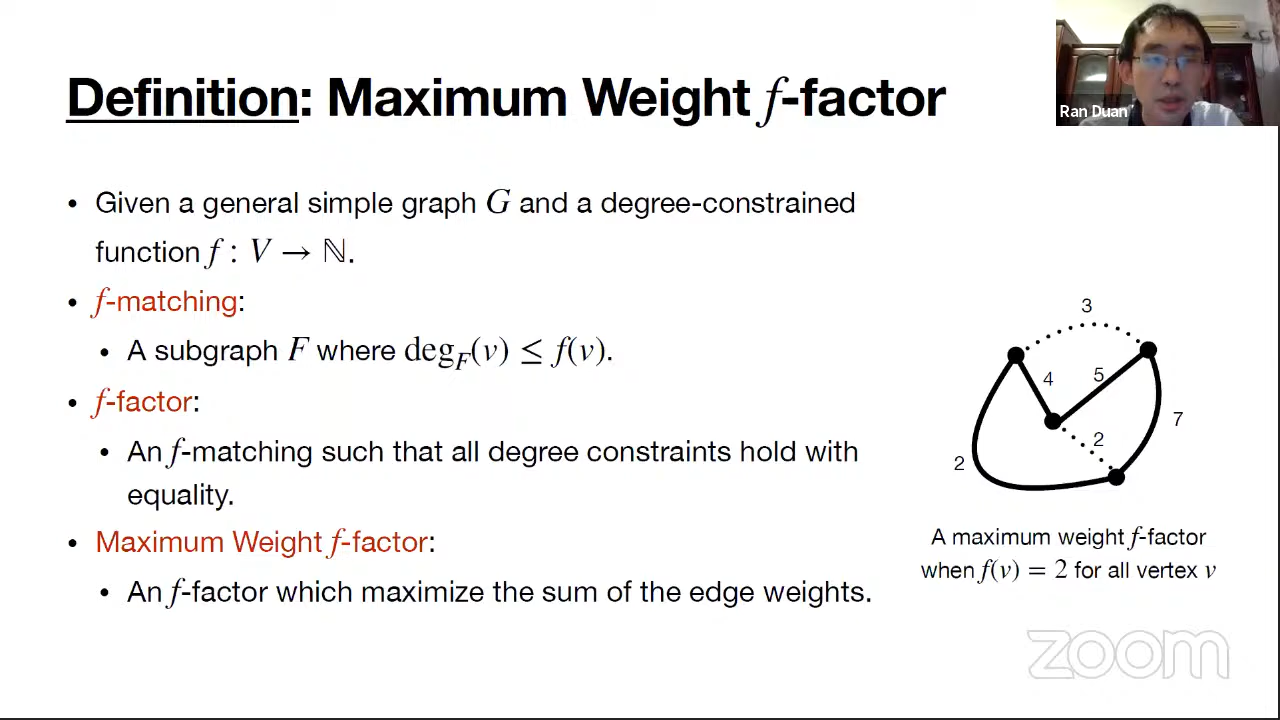 Definition: Maximum Weight f-factor
Ran Duan
• Given a general simple graph G and a degree-constrained
function f : V → ℕ.
• f-matching:
• A subgraph F where deg_F(v) ≤ f(v).
• f-factor:
• An f-matching such that all degree constraints hold with
equality.
• Maximum Weight f-factor:
• An f-factor which maximize the sum of the edge weights.
3
4
5
7
2
2
A maximum weight f-factor
when f(v) = 2 for all vertex v
zoom